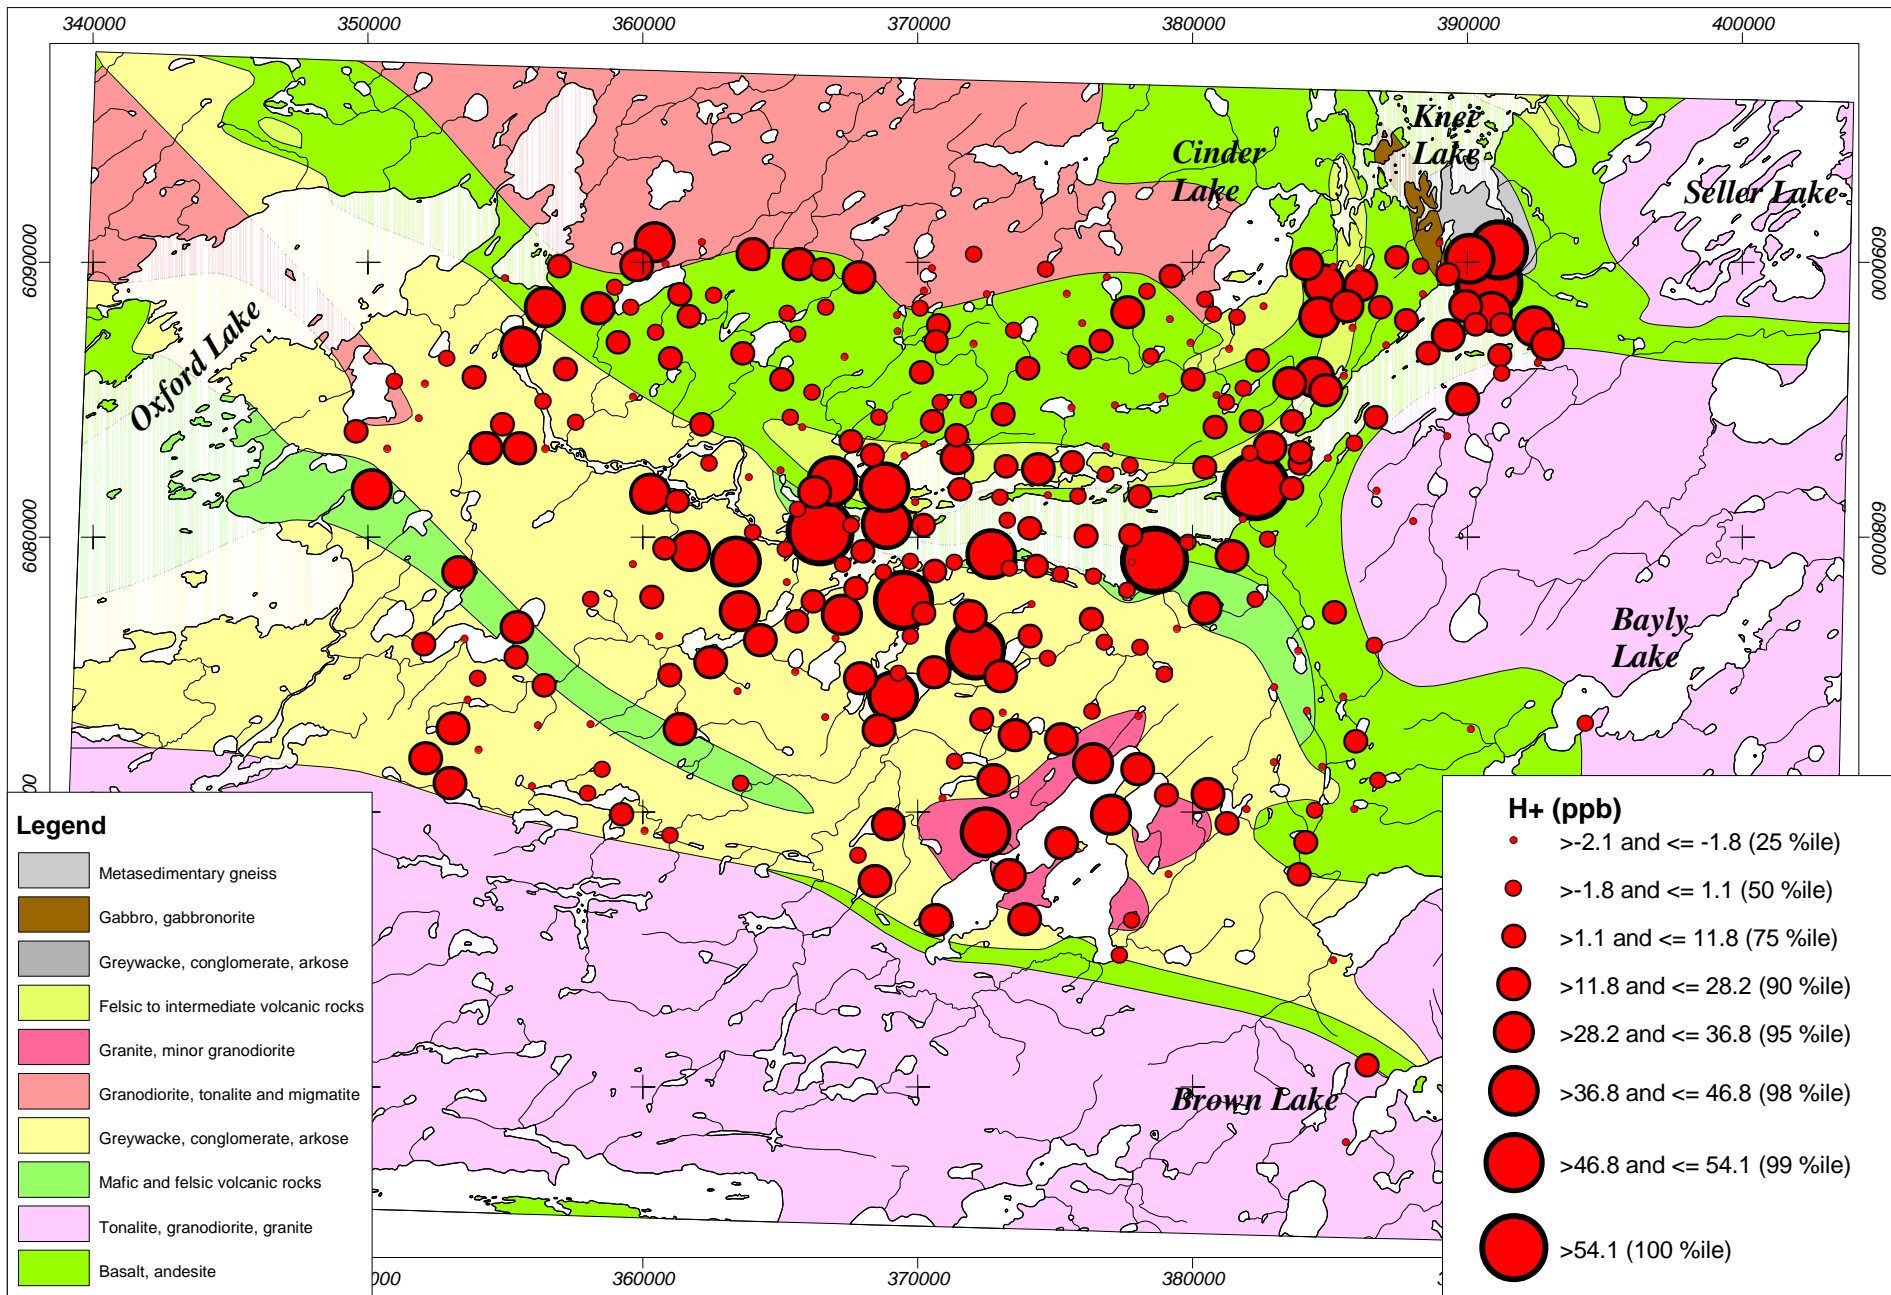 340000 350000 360000 370000 380000 390000 400000
Knee
Lake
Cinder
Lake
Seller Lake
6090000
6090000
Oxford Lake
6080000
6080000
Bayly
Lake
Brown Lake
Legend
Metasedimentary gneiss
Gabbro, gabbronorite
Greywacke, conglomerate, arkose
Felsic to intermediate volcanic rocks
Granite, minor granodiorite
Granodiorite, tonalite and migmatite
Greywacke, conglomerate, arkose
Mafic and felsic volcanic rocks
Tonalite, granodiorite, granite
Basalt, andesite
H+ (ppb)
>-2.1 and <= -1.8 (25 %ile)
>-1.8 and <= 1.1 (50 %ile)
>1.1 and <= 11.8 (75 %ile)
>11.8 and <= 28.2 (90 %ile)
>28.2 and <= 36.8 (95 %ile)
>36.8 and <= 46.8 (98 %ile)
>46.8 and <= 54.1 (99 %ile)
>54.1 (100 %ile)
360000 370000 380000